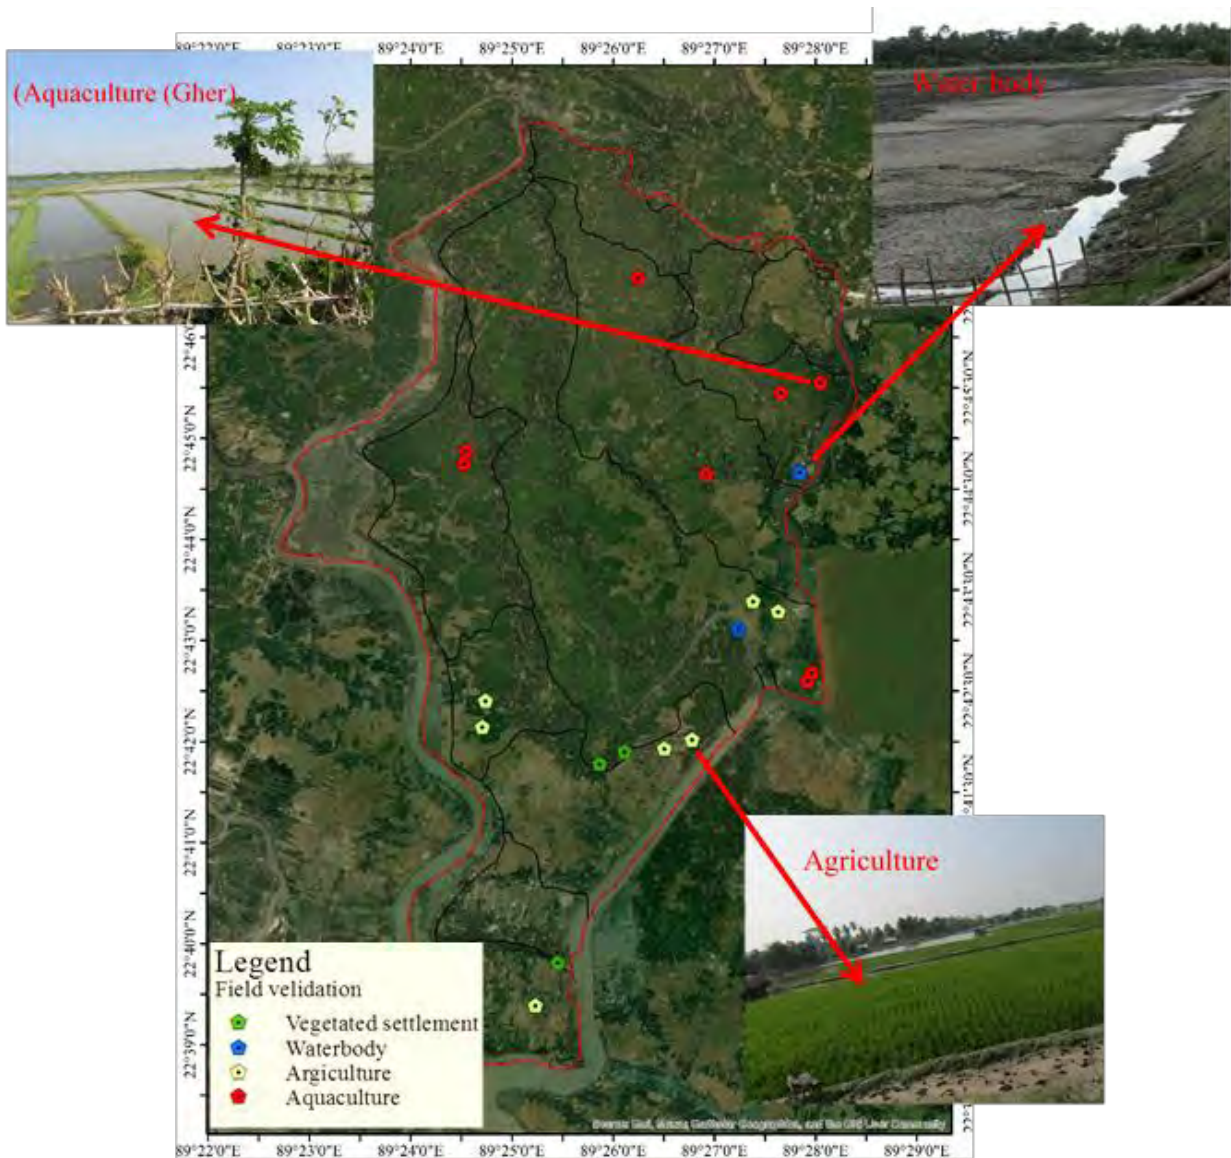 89°22'0"E 89°23'0"E 89°24'0"E 89°25'0"E 89°26'0"E 89°27'0"E 89°28'0"E
(Aquaculture (Gher)
Water body
22°46'0"N
22°45'0"N
22°44'0"N
22°43'0"N
22°42'0"N
22°41'0"N
22°40'0"N
22°39'0"N
Agriculture
Legend
Field velidation
Vegetated settlement
Waterbody
Argiculture
Aquaculture
89°22'0"E 89°23'0"E 89°24'0"E 89°25'0"E 89°26'0"E 89°27'0"E 89°28'0"E 89°29'0"E